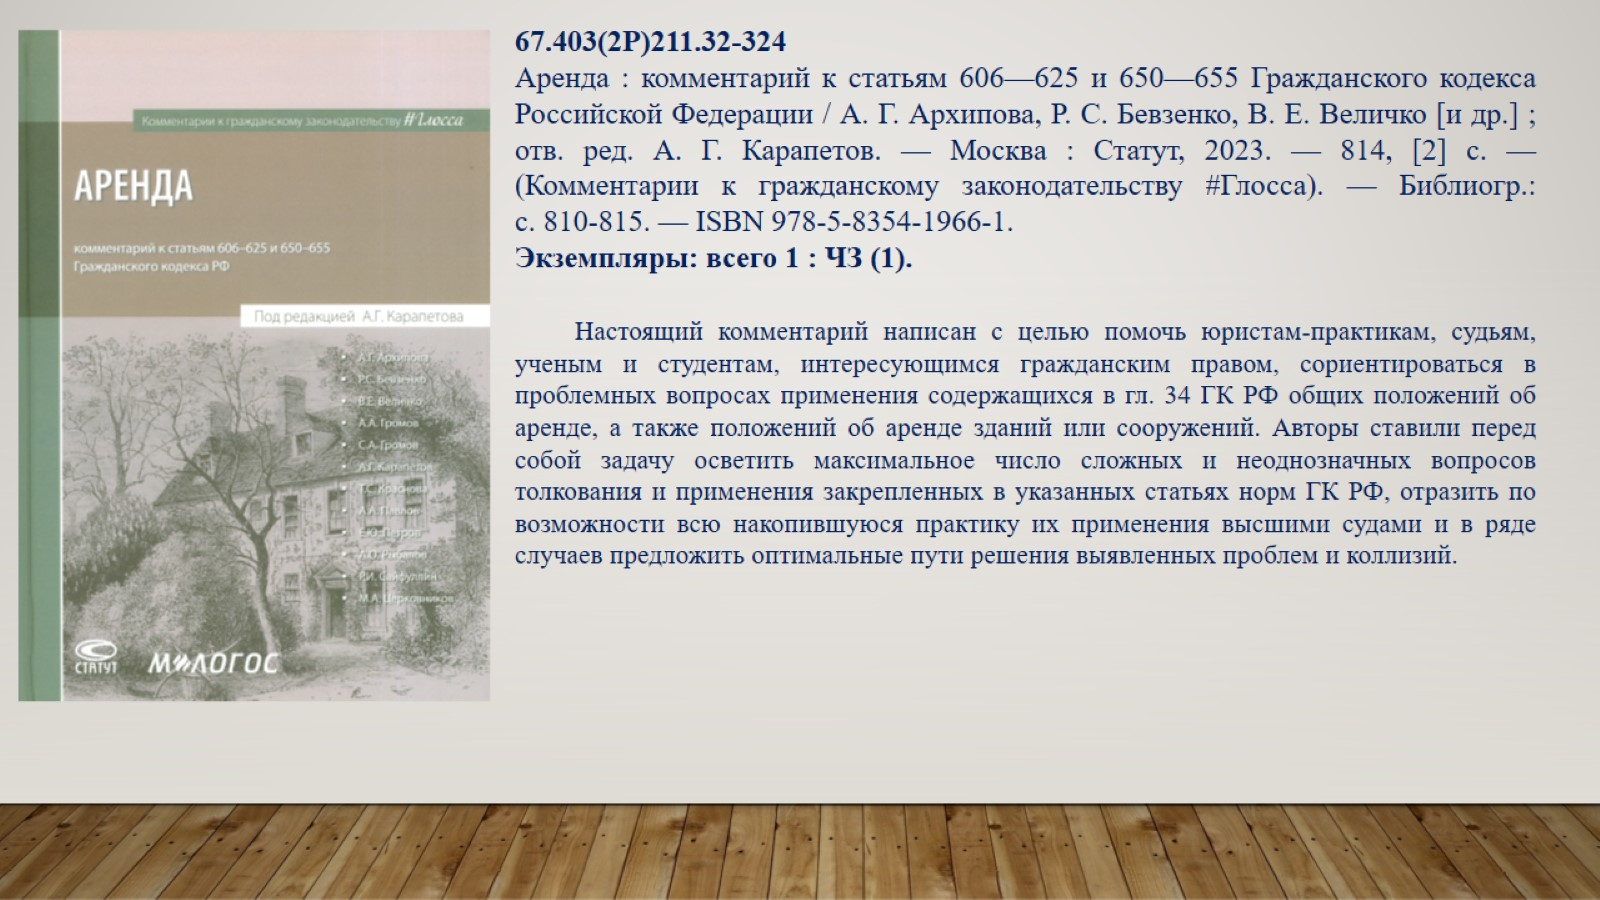 Комментарии к гражданскому законодательству #Глосса
АРЕНДА
комментарий к статьям 606–625 и 650–655
Гражданского кодекса РФ
Под редакцией А.Г. Карапетова
• А.Г. Архипова
• Р.С. Бевзенко
• В.Е. Величко
• А.А. Громов
• С.А. Громов
• А.Г. Карапетов
• А.А. Павлов
• Р.И. Сайфуллин
• М.А. Церковников
СТАТУТ
М-ЛОГОС
67.403(2Р)211.32-324
Аренда : комментарий к статьям 606—625 и 650—655 Гражданского кодекса
Российской Федерации / А. Г. Архипова, Р. С. Бевзенко, В. Е. Величко [и др.] ;
отв. ред. А. Г. Карапетов. — Москва : Статут, 2023. — 814, [2] с. —
(Комментарии к гражданскому законодательству #Глосса). — Библиогр.:
с. 810-815. — ISBN 978-5-8354-1966-1.
Экземпляры: всего 1 : ЧЗ (1).
Настоящий комментарий написан с целью помочь юристам-практикам, судьям,
ученым и студентам, интересующимся гражданским правом, сориентироваться в
проблемных вопросах применения содержащихся в гл. 34 ГК РФ общих положений об
аренде, а также положений об аренде зданий или сооружений. Авторы ставили перед
собой задачу осветить максимальное число сложных и неоднозначных вопросов
толкования и применения закрепленных в указанных статьях норм ГК РФ, отразить по
возможности всю накопившуюся практику их применения высшими судами и в ряде
случаев предложить оптимальные пути решения выявленных проблем и коллизий.